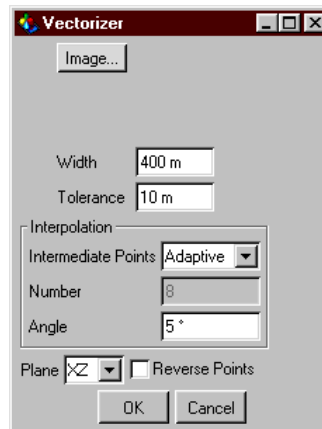 Vectorizer
Image...
Width 400 m
Tolerance 10 m
Interpolation
Intermediate Points Adaptive
Number 8
Angle 5 °
Plane XZ Reverse Points
OK Cancel